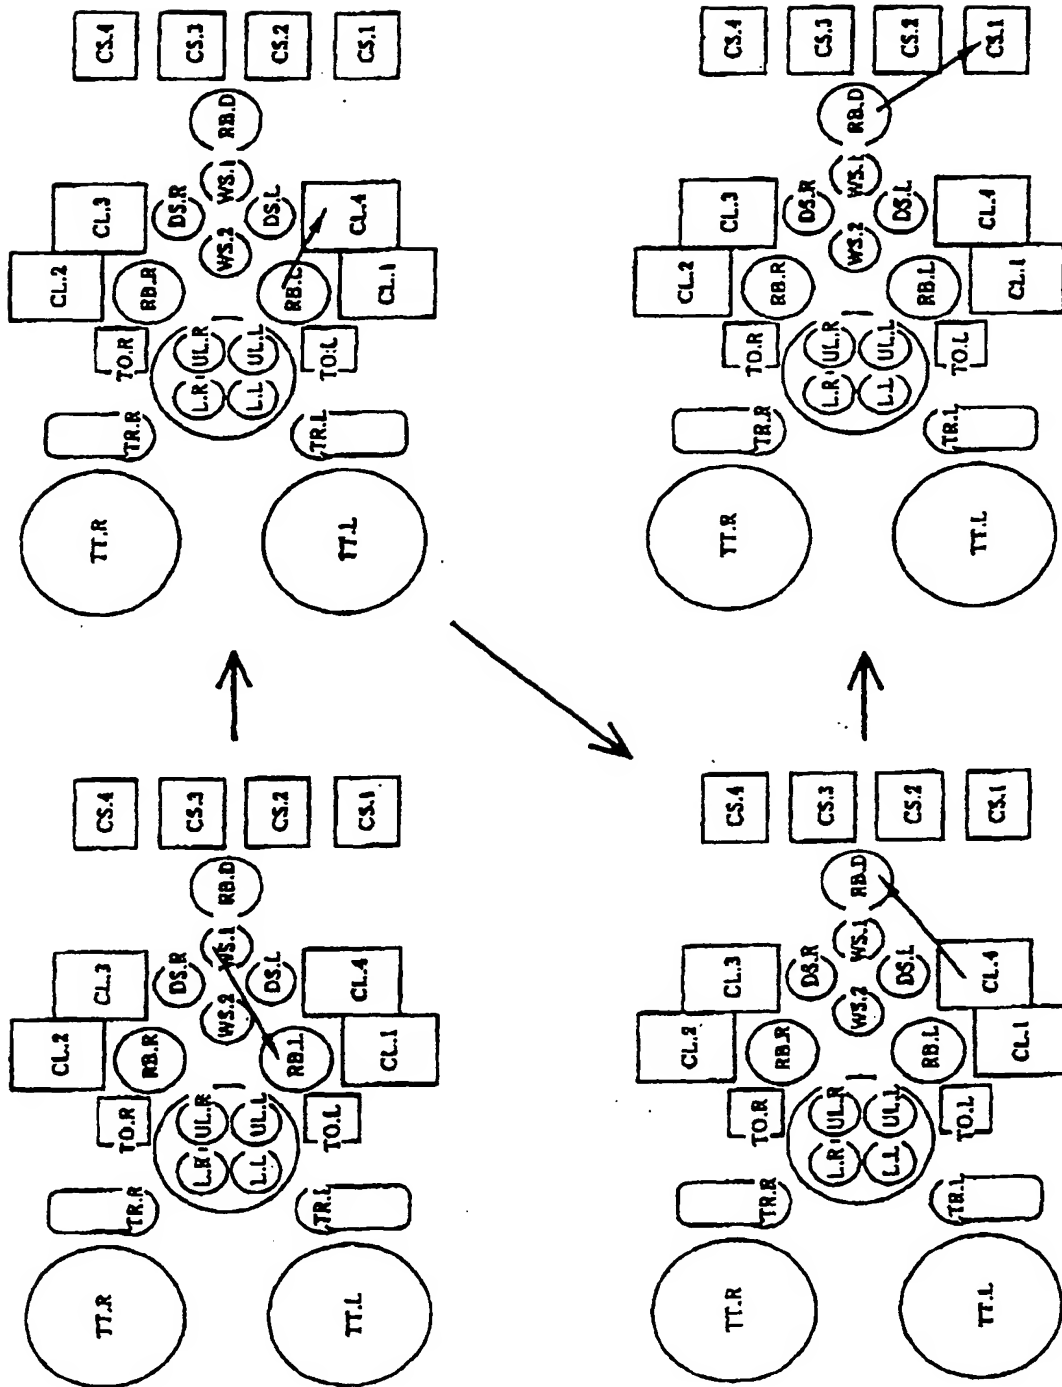 CL.2
CL.3
TT.R
CS.4
TR.R
TO.R
RB.R
DS.R
CS.3
L.R
UL.R
WS.2
WS.1
RB.D
L.L
UL.L
DS.L
CS.2
RB.L
TR.L
TO.L
TT.L
CL.1
CL.4
CS.1
CL.2
CL.3
TT.R
CS.4
TR.R
TO.R
RB.R
DS.R
CS.3
L.R
UL.R
WS.2
WS.1
RB.D
L.L
UL.L
DS.L
CS.2
RB.L
TR.L
TO.L
TT.L
CL.1
CL.4
CS.1
CL.2
CL.3
TT.R
CS.4
TR.R
TO.R
RB.R
DS.R
CS.3
L.R
UL.R
WS.2
WS.1
RB.D
L.L
UL.L
DS.L
CS.2
RB.L
TR.L
TO.L
TT.L
CL.1
CL.4
CS.1
CL.2
CL.3
TT.R
CS.4
TR.R
TO.R
RB.R
DS.R
CS.3
L.R
UL.R
WS.2
WS.1
RB.D
L.L
UL.L
DS.L
CS.2
RB.L
TR.L
TO.L
TT.L
CL.1
CL.4
CS.1